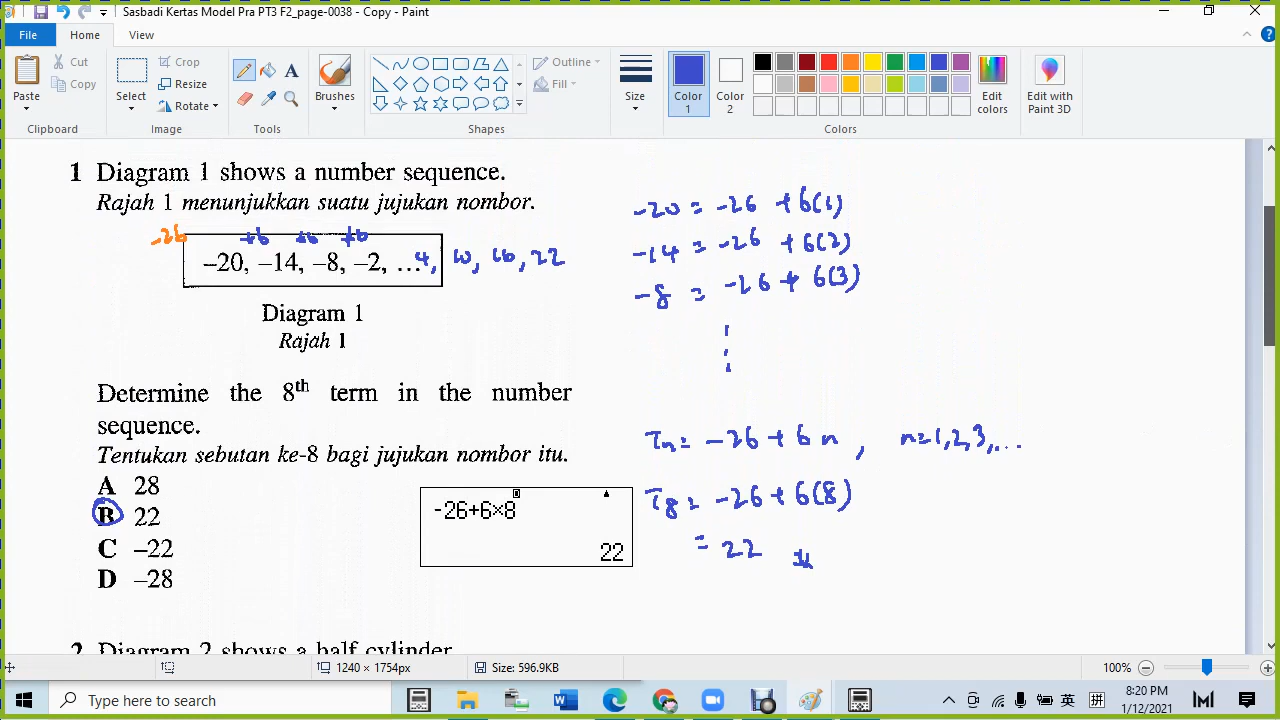 Sasbadi Kertas Model Pra PT3 F2_page-0038 - Copy - Paint
File Home View
Paste Cut Copy Select Crop Resize Rotate A Brushes Outline Fill Size Color 1 Color 2 Edit colors Edit with Paint 3D
Clipboard Image Tools Shapes Colors
1 Diagram 1 shows a number sequence.
Rajah 1 menunjukkan suatu jujukan nombor.
-26 +6 +6 +6
–20, –14, –8, –2, … 4, 10, 16, 22
Diagram 1
Rajah 1
Determine the 8th term in the number
sequence.
Tentukan sebutan ke-8 bagi jujukan nombor itu.
A 28
B 22
C –22
D –28
-26+6×8
22
-20 = -26 + 6(1)
-14 = -26 + 6(2)
-8 = -26 + 6(3)
Tn = -26 + 6n, n=1,2,3,...
T8 = -26 + 6(8)
= 22
2 Diagram 2 shows a half cylinder
1240 × 1754px Size: 596.9KB 100%
Type here to search
英 拼 3:20 PM
1/12/2021